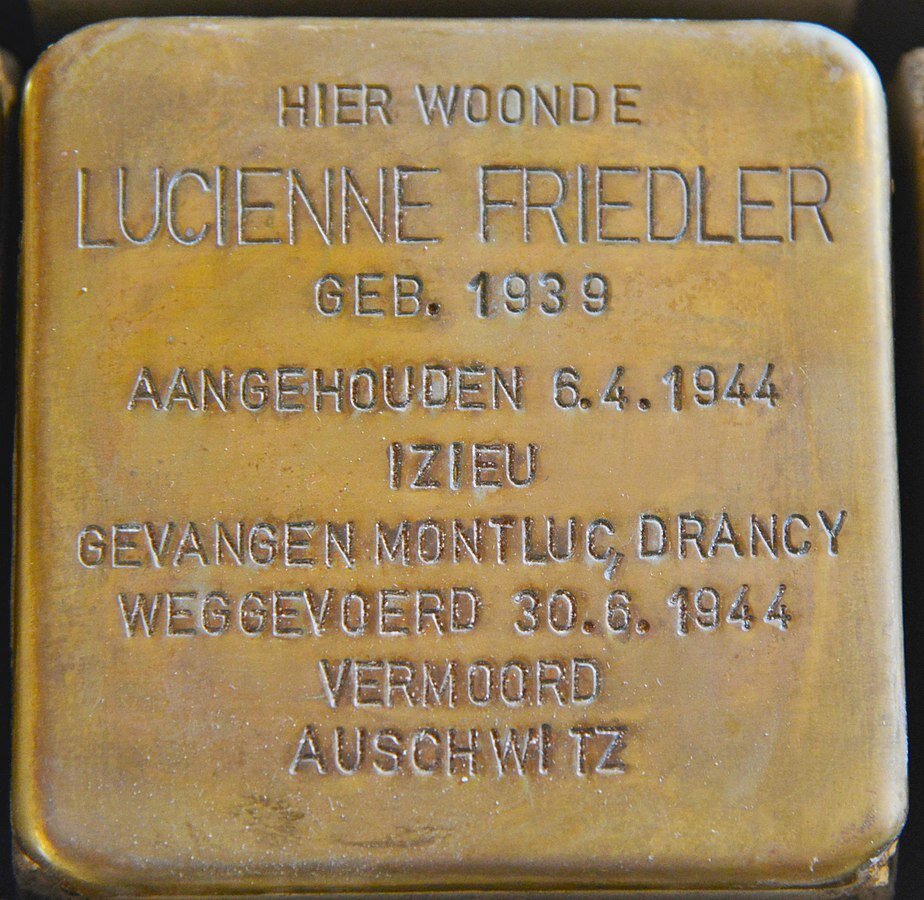 HIER WOONDE
LUCIENNE FRIEDLER
GEB. 1939
AANGEHOUDEN 6.4.1944
IZIEU
GEVANGEN MONTLUC, DRANCY
WEGGEVOERD 30.6.1944
VERMOORD
AUSCHWITZ